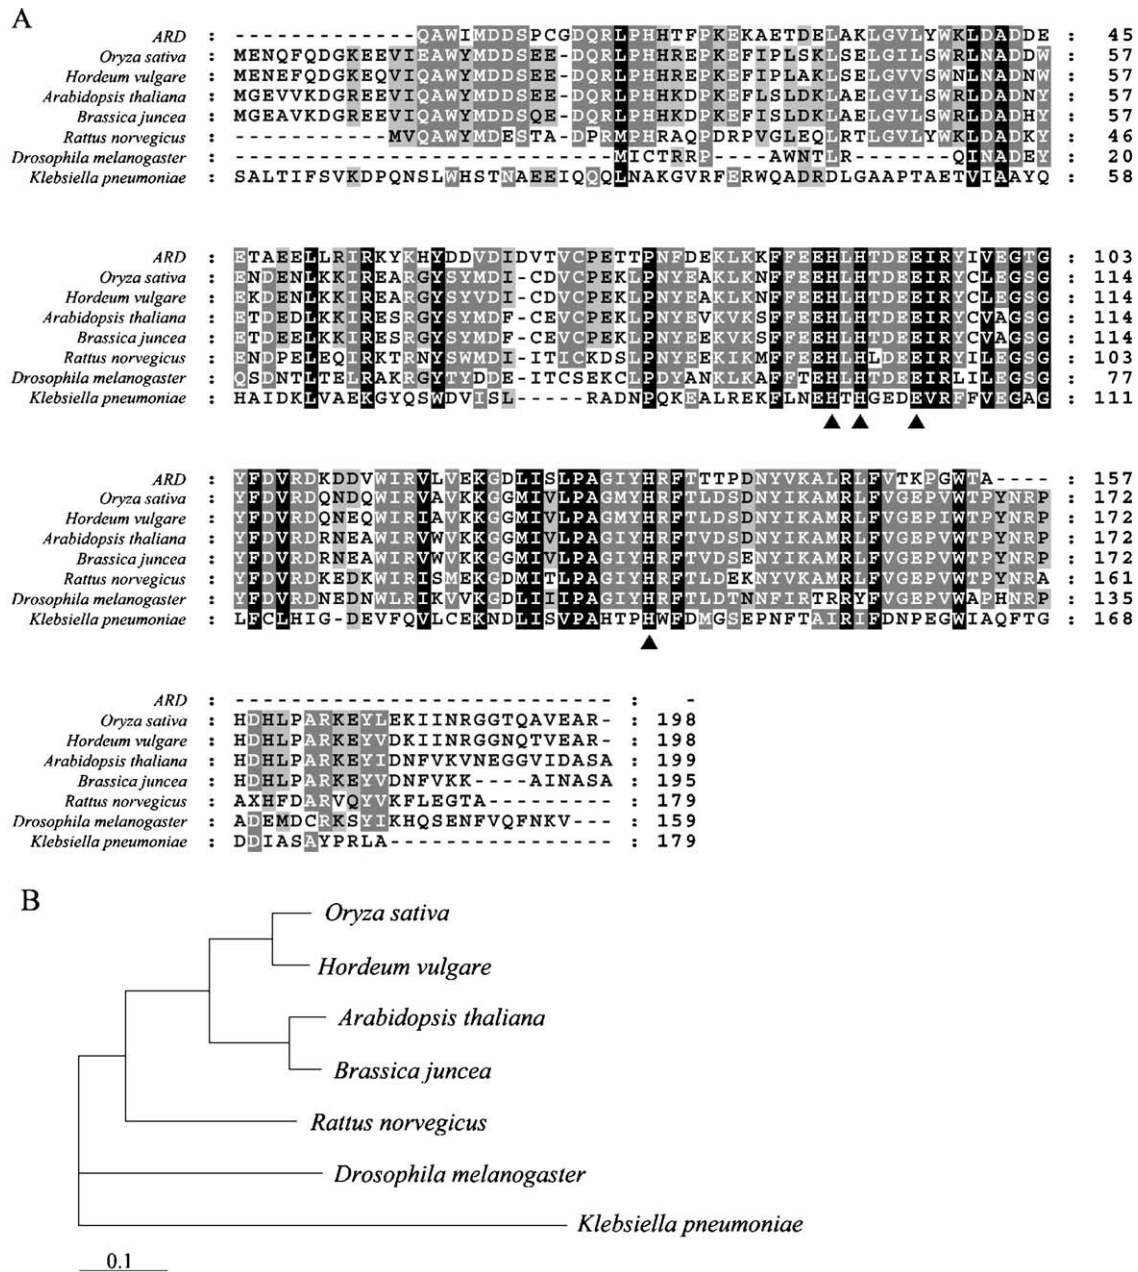 A
ARD : -------------QAWIMDDSPCGDQRLPHHTFPKEKAETDELAKLGVLYWKLDADDE : 45
Oryza sativa : MENQFQDGKEEVIEAWYMDDSEE-DQRLPHHREPKEFIPLSKLSELGILSWRLNADDW : 57
Hordeum vulgare : MENEFQDGKEQVIEAWYMDDSEE-DQRLPHHREPKEFIPLSKLSELGVVSWNLNADNW : 57
Arabidopsis thaliana : MGEVVKDGREEVIQAWYMDDSEE-DQRLPHHKDPKEFLSLDKLAELGVLSWRLDADNY : 57
Brassica juncea : MGEAVKDGREEVIQAWYMDDSQE-DQRLPHHKDPKEFISLDKLAELGVLSWRLDADHY : 57
Rattus norvegicus : -----------MVQAWYMDESTA-DPRMPHRAQPDRPVGLEQLRTLGVLYWKLDADKY : 46
Drosophila melanogaster : ---------------------------MICTRRP----AWNTLR-------QINADEY : 20
Klebsiella pneumoniae : SALTIFSVKDPQNSLWHSTNAEEIQQQLNAKGVRFERWQADRDLGAAPTAETVIAAYQ : 58
ARD : ETAEELLRIRKYKHYDDVDIDVTVCPETTPNFDEKLKKFFEEHLHTDEEIRYIVEGTG : 103
Oryza sativa : ENDENLKKIREARGYSYMDI-CDVCPEKLPNYEAKLKNFFEEHLHTDEEIRYCLEGSG : 114
Hordeum vulgare : EKDENLKKIREARGYSYVDI-CDVCPEKLPNYEAKLKNFFEEHLHTDEEIRYCLEGSG : 114
Arabidopsis thaliana : ETDEDLKKIRESRGYSYMDF-CEVCPEKLPNYEVKVKSFFEEHLHTDEEIRYCVAGSG : 114
Brassica juncea : ETDEELKKIRESRGYSYMDF-CEVCPEKLPNYEEKVKSFFEEHLHTDEEIRYCVAGSG : 114
Rattus norvegicus : ENDPELEQIRKTRNYSWMDI-ITICKDSLPNYEEKIKMFFEEHLHLDEEIRYILEGSG : 103
Drosophila melanogaster : QSDNTLTELRAKRGYTYDDE-ITCSEKCLPDYANKLKAFFTEHLHTDEEIRLILEGSG : 77
Klebsiella pneumoniae : HAIDKLVAEKGYQSWDVISL-----RADNPQKEALREKFLNEHTHGEDEVRFFVEGAG : 111
ARD : YFDVRDKDDVWIRVLVEKGDLISLPAGIYHRFTTTPDNYVKALRLFVTKPGWTA---- : 157
Oryza sativa : YFDVRDQNDQWIRVAVKKGGMIVLPAGMYHRFTLDSDNYVKAMRLFVGEPVWTPYNRP : 172
Hordeum vulgare : YFDVRDQNEQWIRIAVKKGGMIVLPAGMYHRFTLDSDNYIKAMRLFVGEPIWTPYNRP : 172
Arabidopsis thaliana : YFDVRDRNEAWIRVWVKKGGMIVLPAGIYHRFTVDSDNYIKAMRLFVGEPVWTPYNRP : 172
Brassica juncea : YFDVRDRNEAWIRVWVKKGGMIVLPAGIYHRFTVDSENYIKAMRLFVGEPVWTPYNRP : 172
Rattus norvegicus : YFDVRDKEDKWIRISMEKGDMITLPAGIYHRFTLDEKNYVKAMRLFVGEPVWTPYNRA : 161
Drosophila melanogaster : YFDVRDNEDNWLRIKVVKGDLIIIPAGIYHRFTLDTNNFIRTRRYFVGEPVWAPHNRP : 135
Klebsiella pneumoniae : LFCLHIG-DEVFQVLCEKNDLISVPAHTPHWFDMGSEPNFTAIRIFDNPEGWIAQFTG : 168
ARD : --------------------------- : -
Oryza sativa : HDHLPARKEYLEKIINRGGTQAVEAR- : 198
Hordeum vulgare : HDHLPARKEYVDKIINRGGNQTVEAR- : 198
Arabidopsis thaliana : HDHLPARKEYIDNFVKVNEGGVIDASA : 199
Brassica juncea : HDHLPARKEYVDNFVKK----AINASA : 195
Rattus norvegicus : AXHFDARVQYVKFLEGTA--------- : 179
Drosophila melanogaster : ADEMDCRKSYIKHQSENFVQFNKV--- : 159
Klebsiella pneumoniae : DDIASAYPRLA---------------- : 179
B
Oryza sativa
Hordeum vulgare
Arabidopsis thaliana
Brassica juncea
Rattus norvegicus
Drosophila melanogaster
Klebsiella pneumoniae
0.1